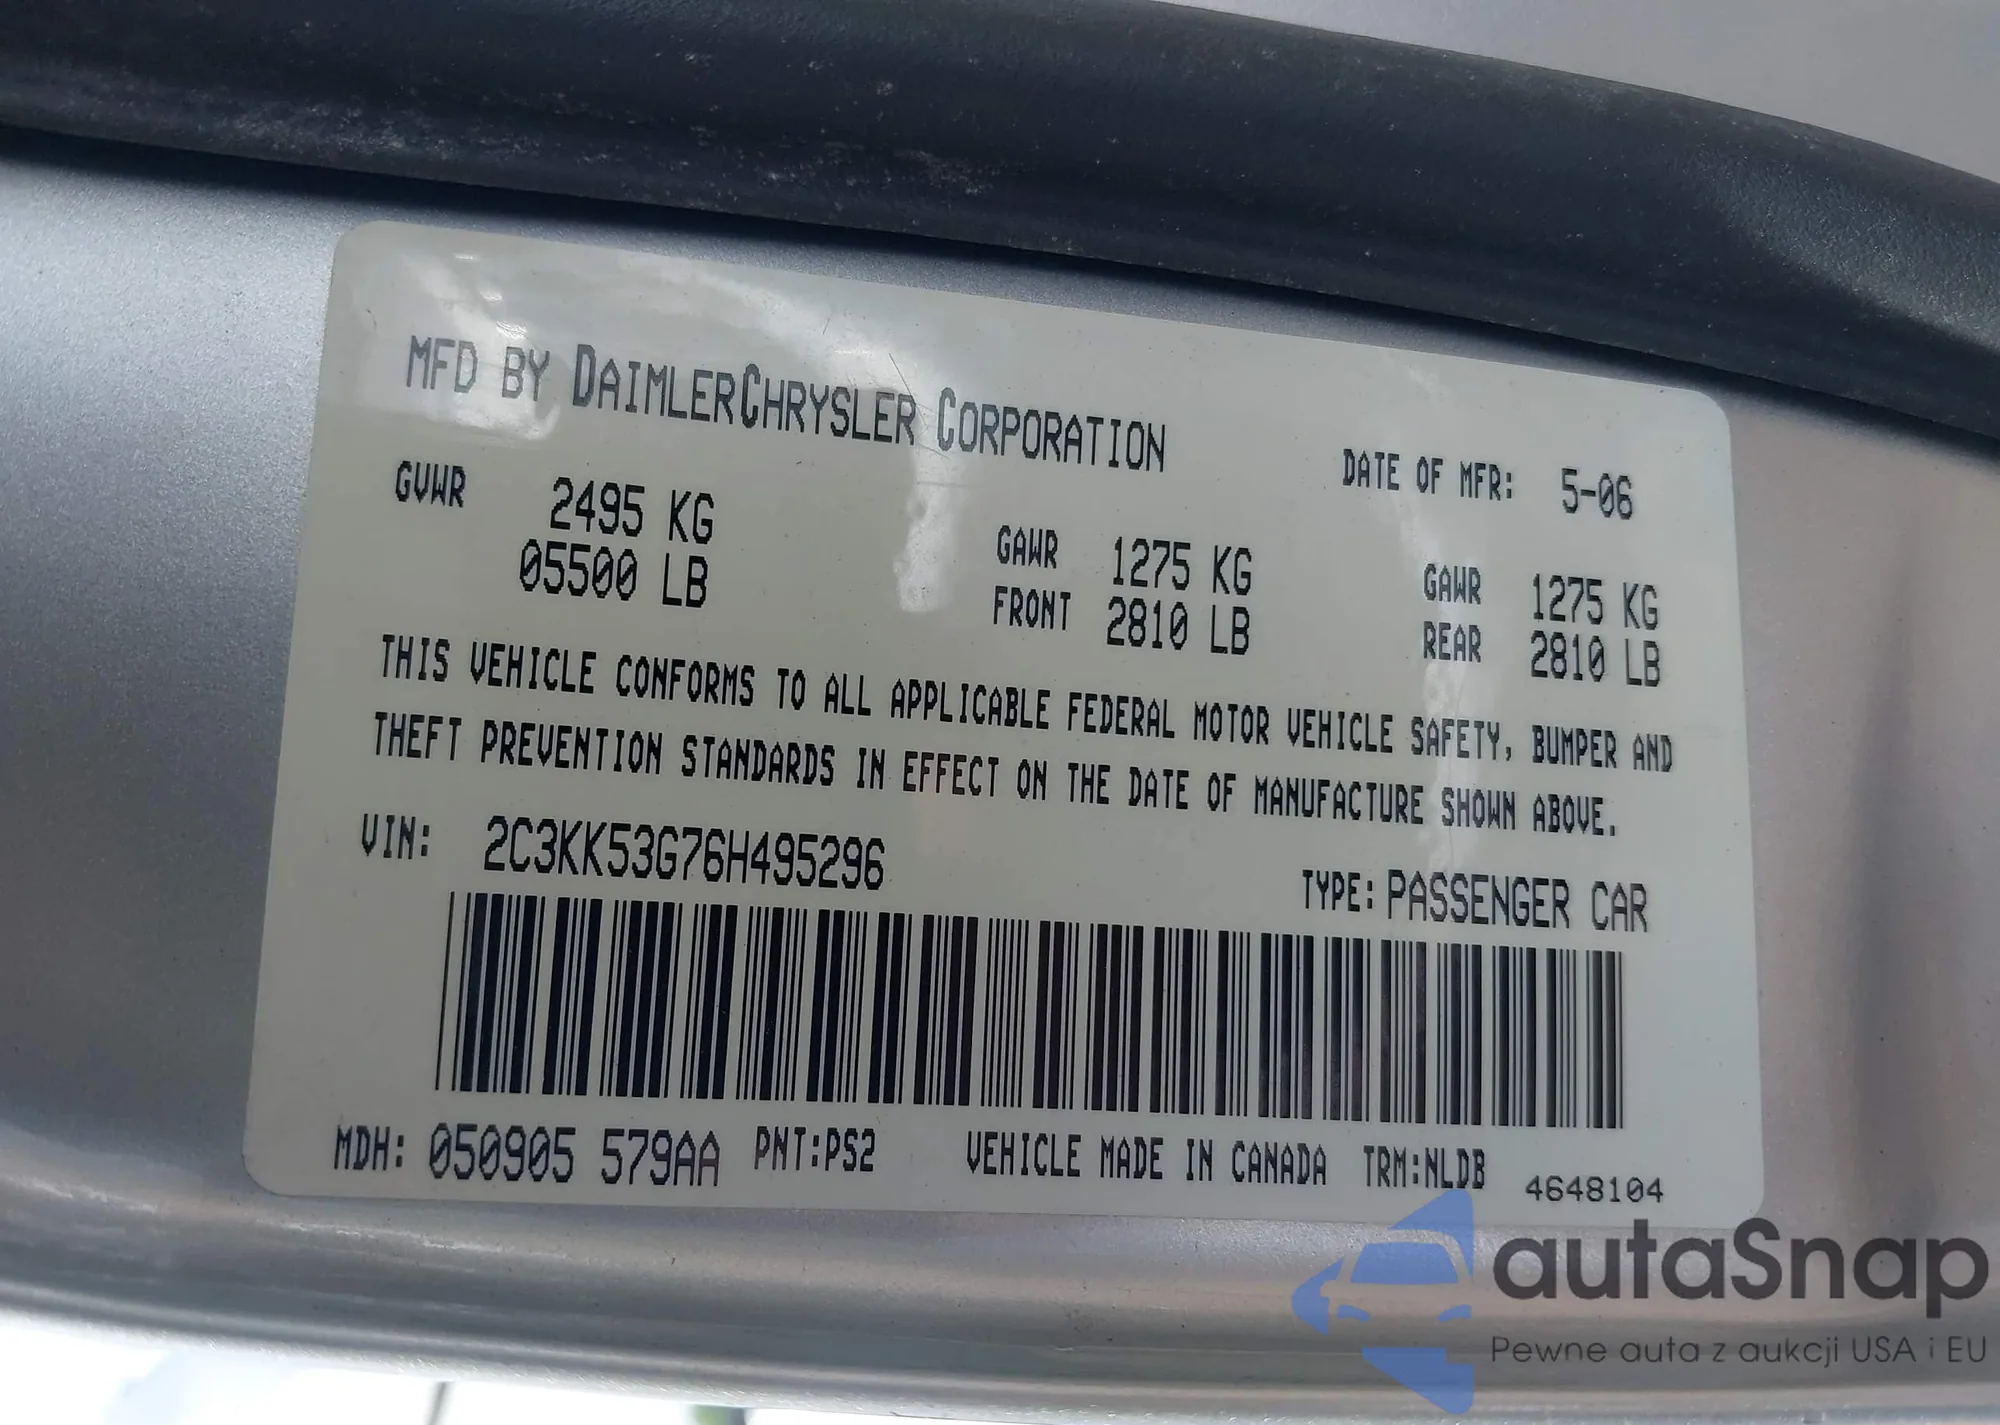 MFD BY DAIMLERCHRYSLER CORPORATION
DATE OF MFR: 5-06
GVWR 2495 KG
05500 LB
GAWR 1275 KG
FRONT 2810 LB
GAWR 1275 KG
REAR 2810 LB
THIS VEHICLE CONFORMS TO ALL APPLICABLE FEDERAL MOTOR VEHICLE SAFETY, BUMPER AND
THEFT PREVENTION STANDARDS IN EFFECT ON THE DATE OF MANUFACTURE SHOWN ABOVE.
VIN: 2C3KK53G76H495296
TYPE: PASSENGER CAR
MDH: 050905 579AA PNT:PS2 VEHICLE MADE IN CANADA TRM:NLDB 4648104
autaSnap
Pewne auta z aukcji USA i EU